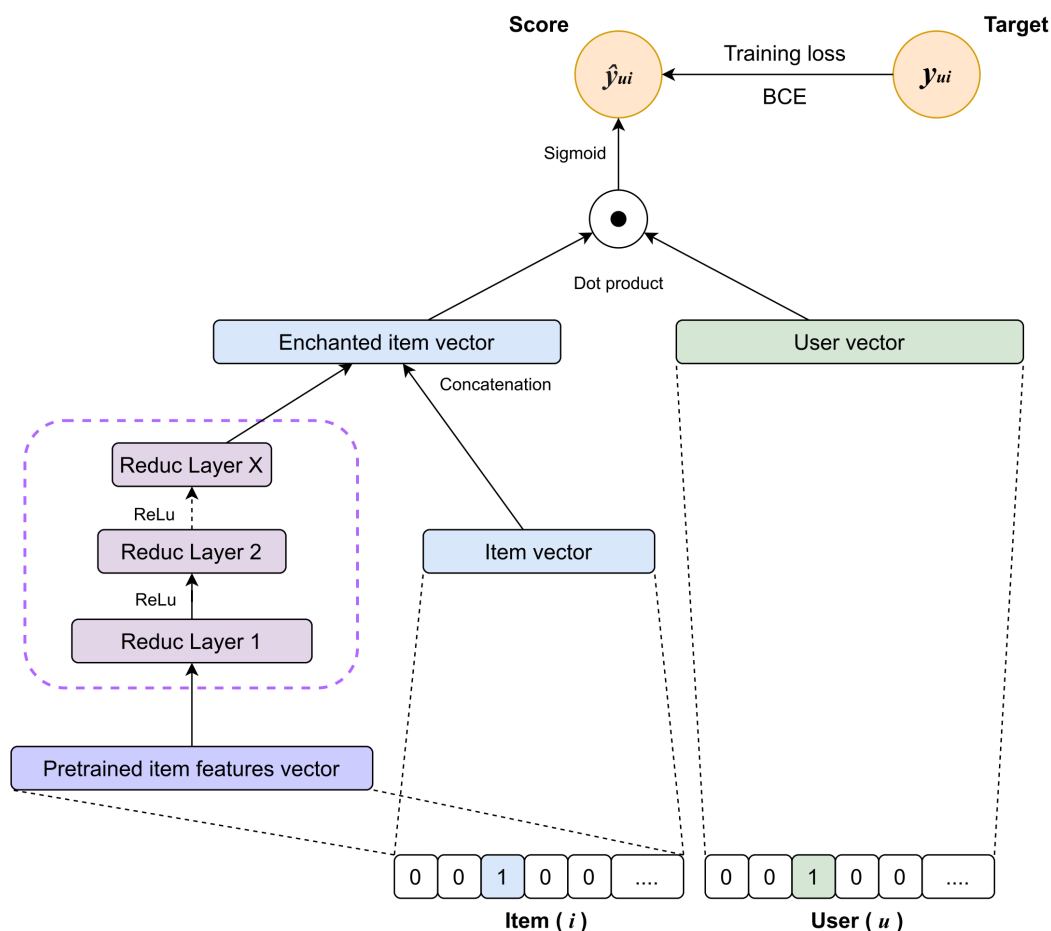 Score
Target
ŷui
Training loss
yui
BCE
Sigmoid
Dot product
Enchanted item vector
User vector
Concatenation
Reduc Layer X
ReLu
Reduc Layer 2
Item vector
ReLu
Reduc Layer 1
Pretrained item features vector
0 0 1 0 0 ....
0 0 1 0 0 ....
Item ( i )
User ( u )